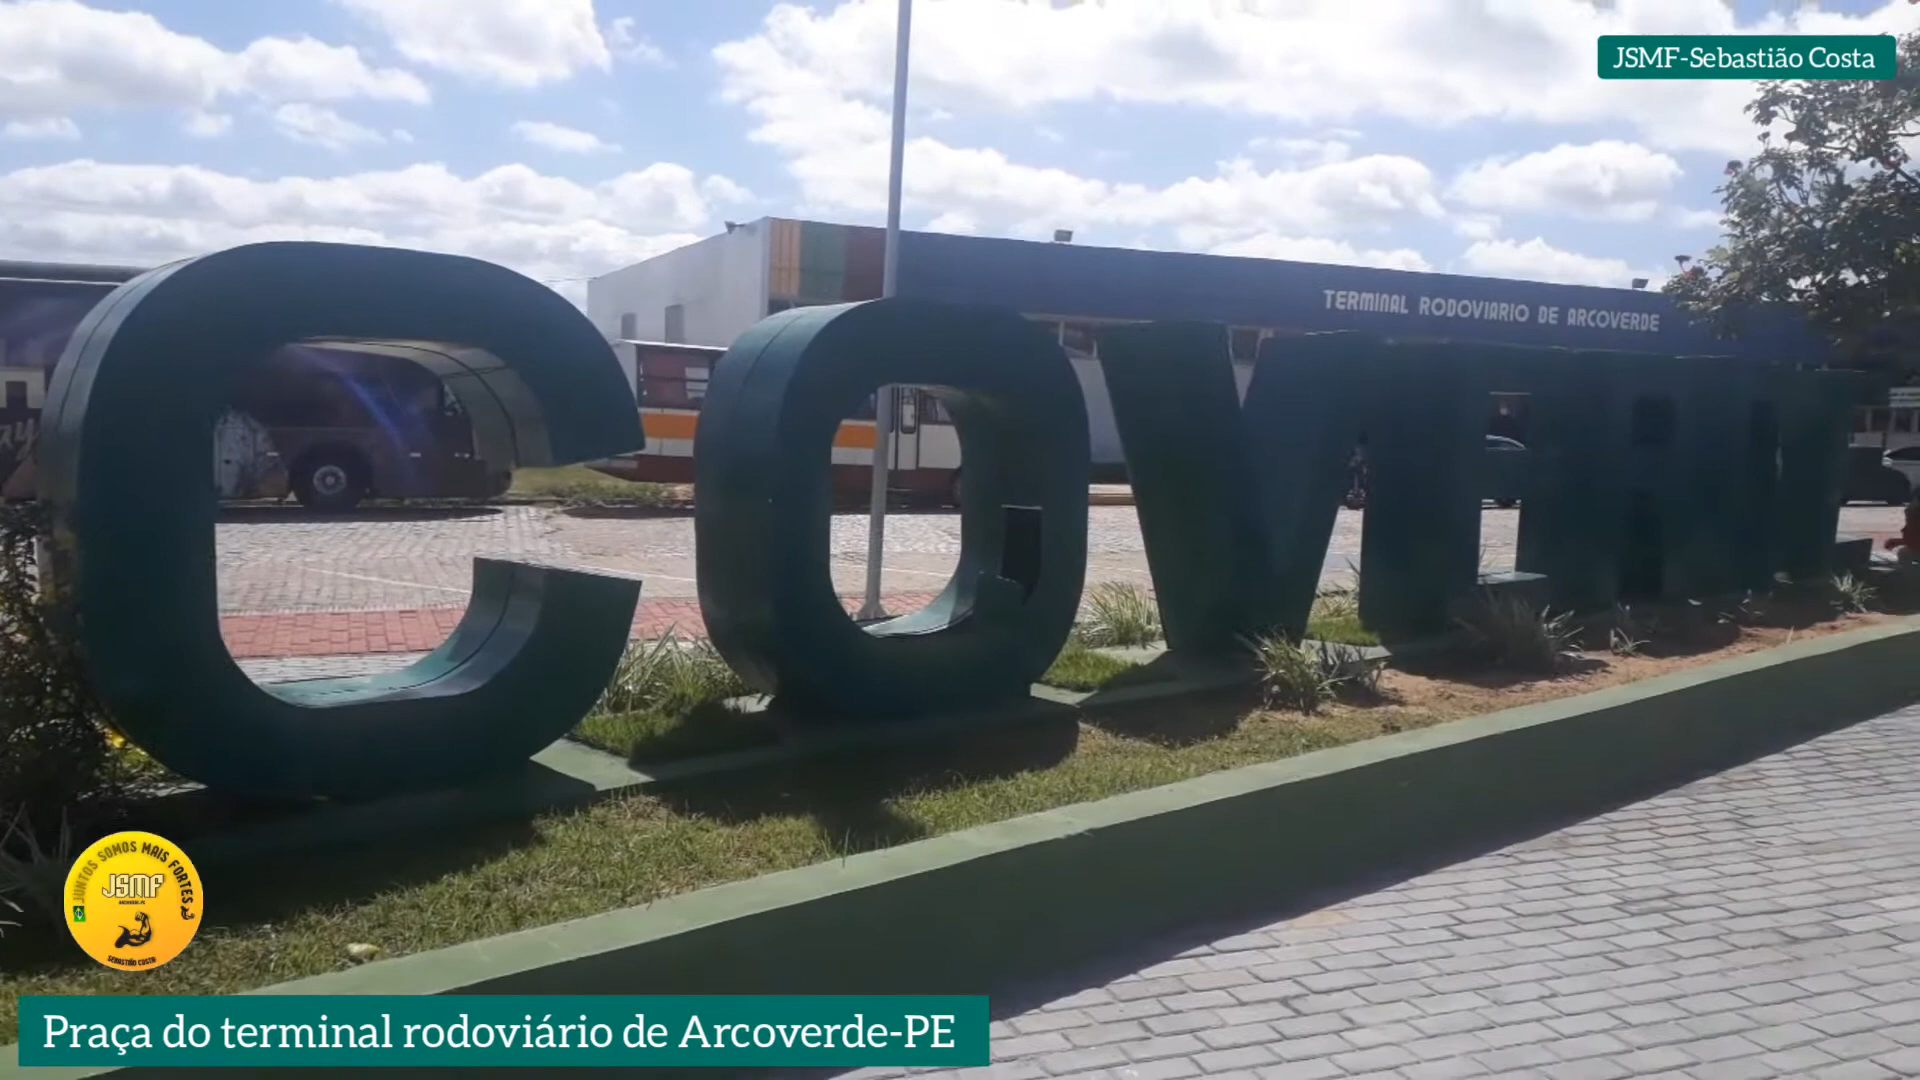 JSMF-Sebastião Costa
TERMINAL RODOVIARIO DE ARCOVERDE
COVERDE
JUNTOS SOMOS MAIS FORTES
JSMF
SEBASTIÃO COSTA
Praça do terminal rodoviário de Arcoverde-PE